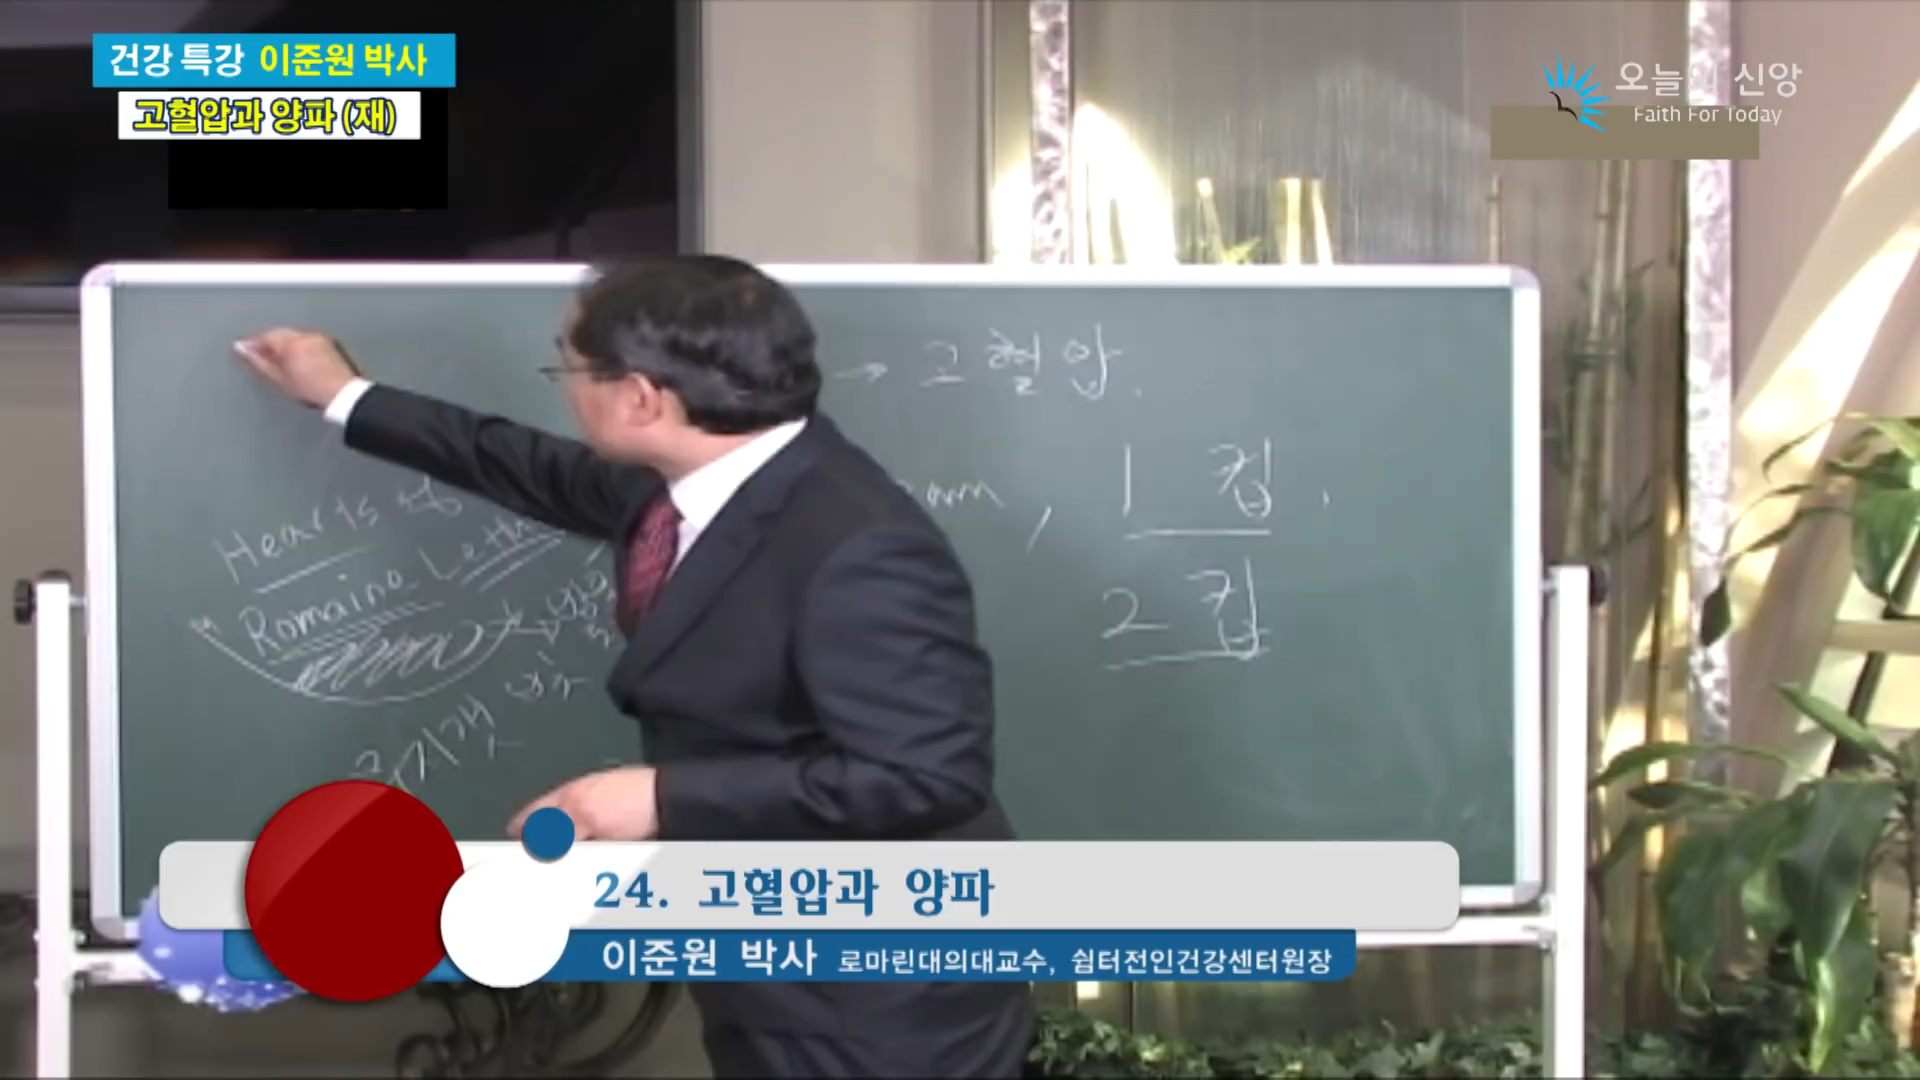 건강 특강 이준원 박사
고혈압과 양파 (재)
오늘의 신앙
Faith For Today
→ 고혈압.
Hearts
Romaine
1 컵,
2 컵
24. 고혈압과 양파
이준원 박사 로마린대의대교수, 쉼터전인건강센터원장